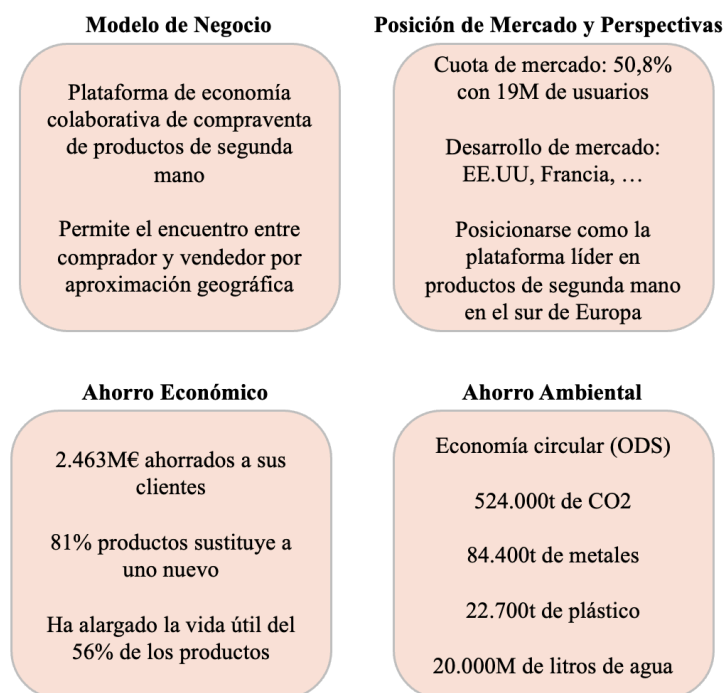 Modelo de Negocio
Plataforma de economía
colaborativa de compraventa
de productos de segunda
mano
Permite el encuentro entre
comprador y vendedor por
aproximación geográfica
Posición de Mercado y Perspectivas
Cuota de mercado: 50,8%
con 19M de usuarios
Desarrollo de mercado:
EE.UU, Francia, …
Posicionarse como la
plataforma líder en
productos de segunda mano
en el sur de Europa
Ahorro Económico
2.463M€ ahorrados a sus
clientes
81% productos sustituye a
uno nuevo
Ha alargado la vida útil del
56% de los productos
Ahorro Ambiental
Economía circular (ODS)
524.000t de CO2
84.400t de metales
22.700t de plástico
20.000M de litros de agua